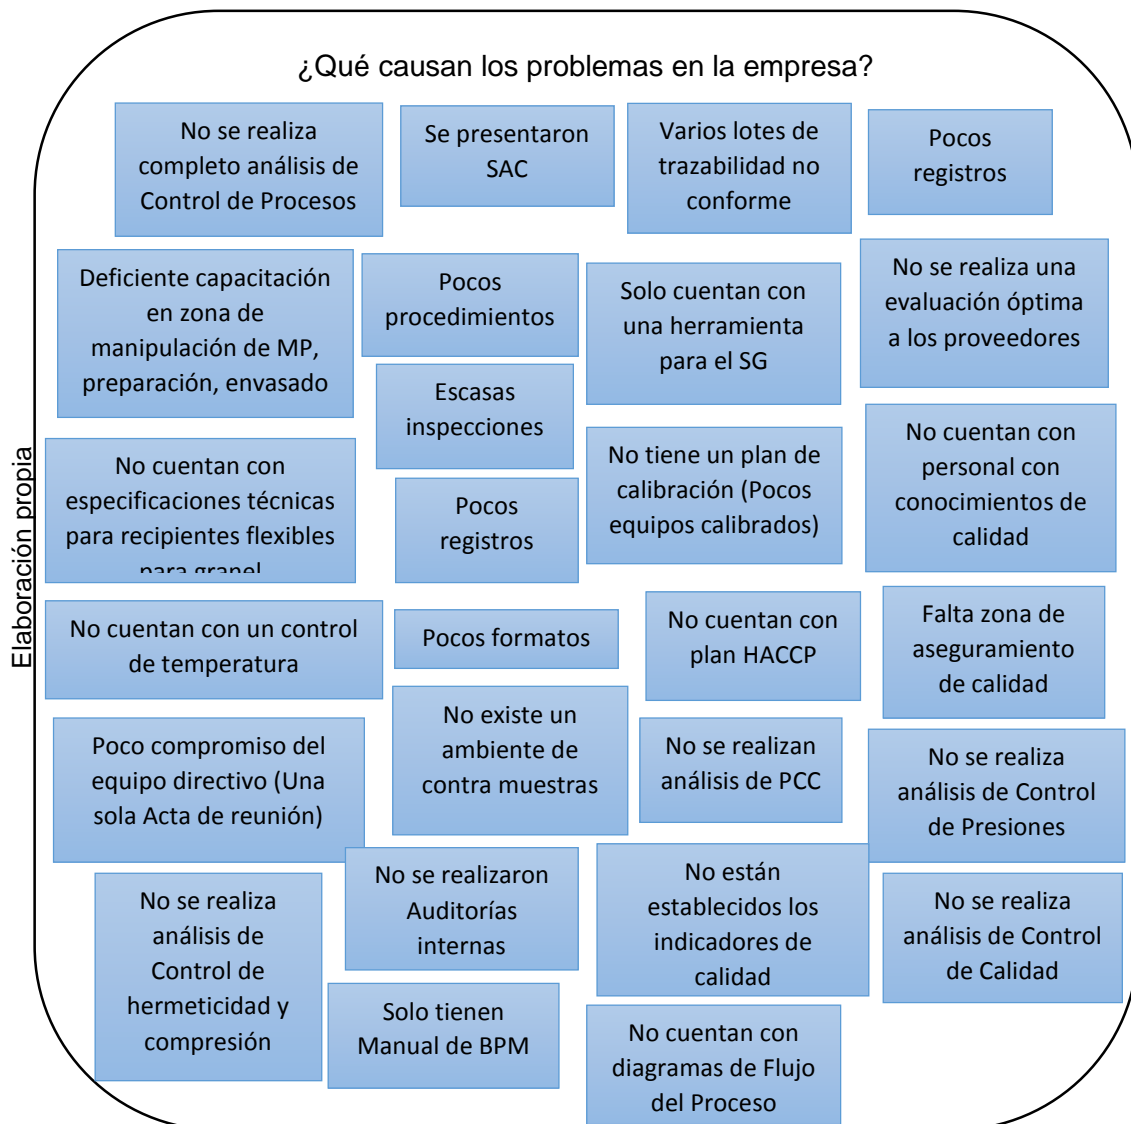 ¿Qué causan los problemas en la empresa?
No se realiza
completo análisis de
Control de Procesos
Se presentaron
SAC
Varios lotes de
trazabilidad no
conforme
Pocos
registros
Deficiente capacitación
en zona de
manipulación de MP,
preparación, envasado
Pocos
procedimientos
Solo cuentan con
una herramienta
para el SG
No se realiza una
evaluación óptima
a los proveedores
Escasas
inspecciones
No cuentan con
especificaciones técnicas
para recipientes flexibles
para granel
Pocos
registros
No tiene un plan de
calibración (Pocos
equipos calibrados)
No cuentan con
personal con
conocimientos de
calidad
Elaboración propia
No cuentan con un control
de temperatura
Pocos formatos
No cuentan con
plan HACCP
Falta zona de
aseguramiento
de calidad
Poco compromiso del
equipo directivo (Una
sola Acta de reunión)
No existe un
ambiente de
contra muestras
No se realizan
análisis de PCC
No se realiza
análisis de Control
de Presiones
No se realiza
análisis de
Control de
hermeticidad y
compresión
No se realizaron
Auditorías
internas
No están
establecidos los
indicadores de
calidad
No se realiza
análisis de Control
de Calidad
Solo tienen
Manual de BPM
No cuentan con
diagramas de Flujo
del Proceso